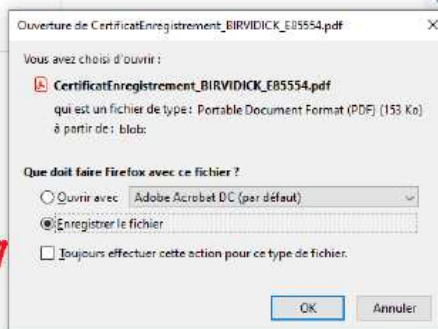 Ouverture de CertificatEnregistrement_BIRVIDICK_E85554.pdf
Vous avez choisi d'ouvrir :
CertificatEnregistrement_BIRVIDICK_E85554.pdf
qui est un fichier de type : Portable Document Format (PDF) (153 Ko)
à partir de : blob:
Que doit faire Firefox avec ce fichier ?
Ouvrir avec Adobe Acrobat DC (par défaut)
Enregistrer le fichier
Toujours effectuer cette action pour ce type de fichier.
OK Annuler